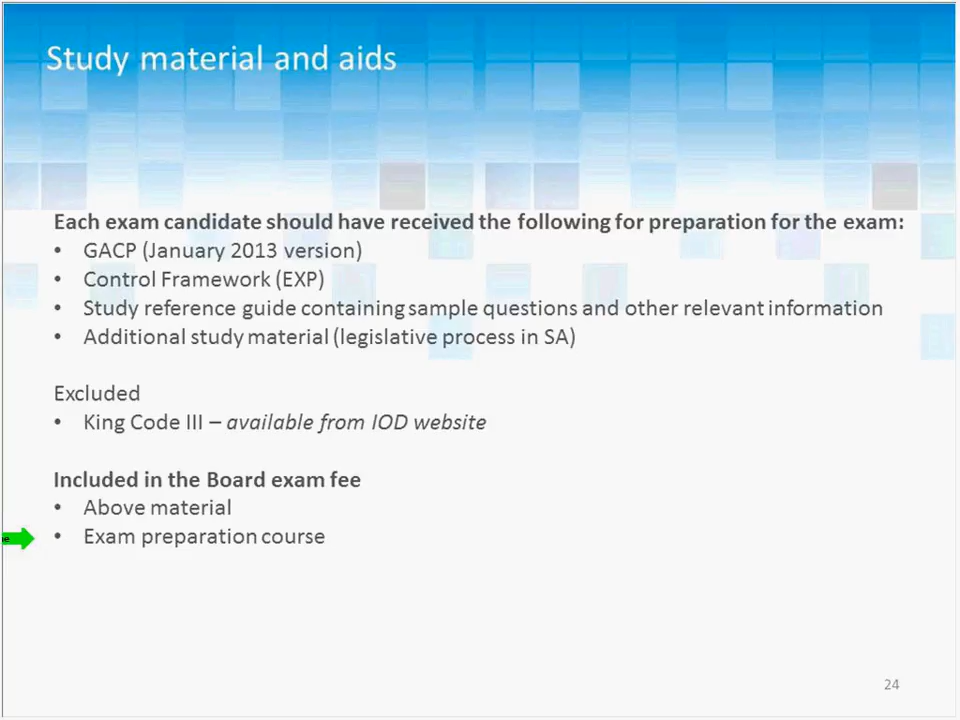 Study material and aids
Each exam candidate should have received the following for preparation for the exam:
• GACP (January 2013 version)
• Control Framework (EXP)
• Study reference guide containing sample questions and other relevant information
• Additional study material (legislative process in SA)
Excluded
• King Code III – available from IOD website
Included in the Board exam fee
• Above material
• Exam preparation course
24